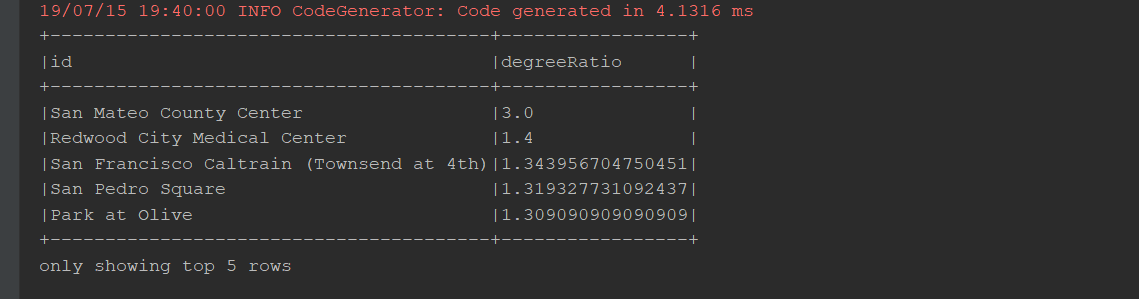 19/07/15 19:40:00 INFO CodeGenerator: Code generated in 4.1316 ms
+----------------------------------------+-----------------+
|id                                      |degreeRatio      |
+----------------------------------------+-----------------+
|San Mateo County Center                 |3.0              |
|Redwood City Medical Center             |1.4              |
|San Francisco Caltrain (Townsend at 4th)|1.343956704750451|
|San Pedro Square                        |1.319327731092437|
|Park at Olive                           |1.309090909090909|
+----------------------------------------+-----------------+
only showing top 5 rows